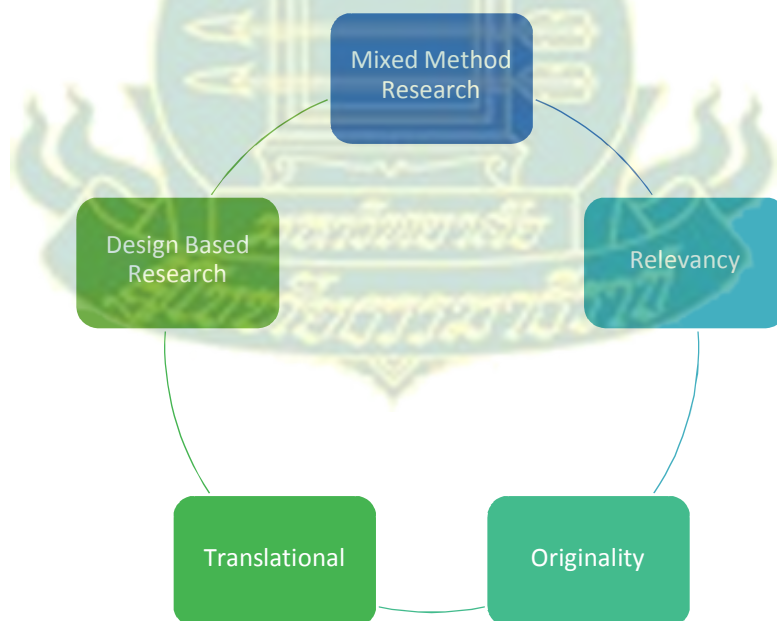 Mixed Method
Research
Relevancy
Originality
Translational
Design Based
Research